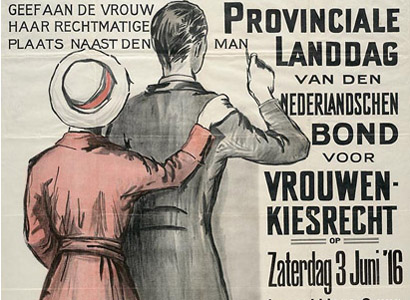 GEEF AAN DE VROUW
HAAR RECHTMATIGE
PLAATS NAAST DEN MAN
PROVINCIALE
LANDDAG
VAN DEN
NEDERLANDSCHEN
BOND
VOOR
VROUWEN-
KIESRECHT
OP
Zaterdag 3 Juni '16